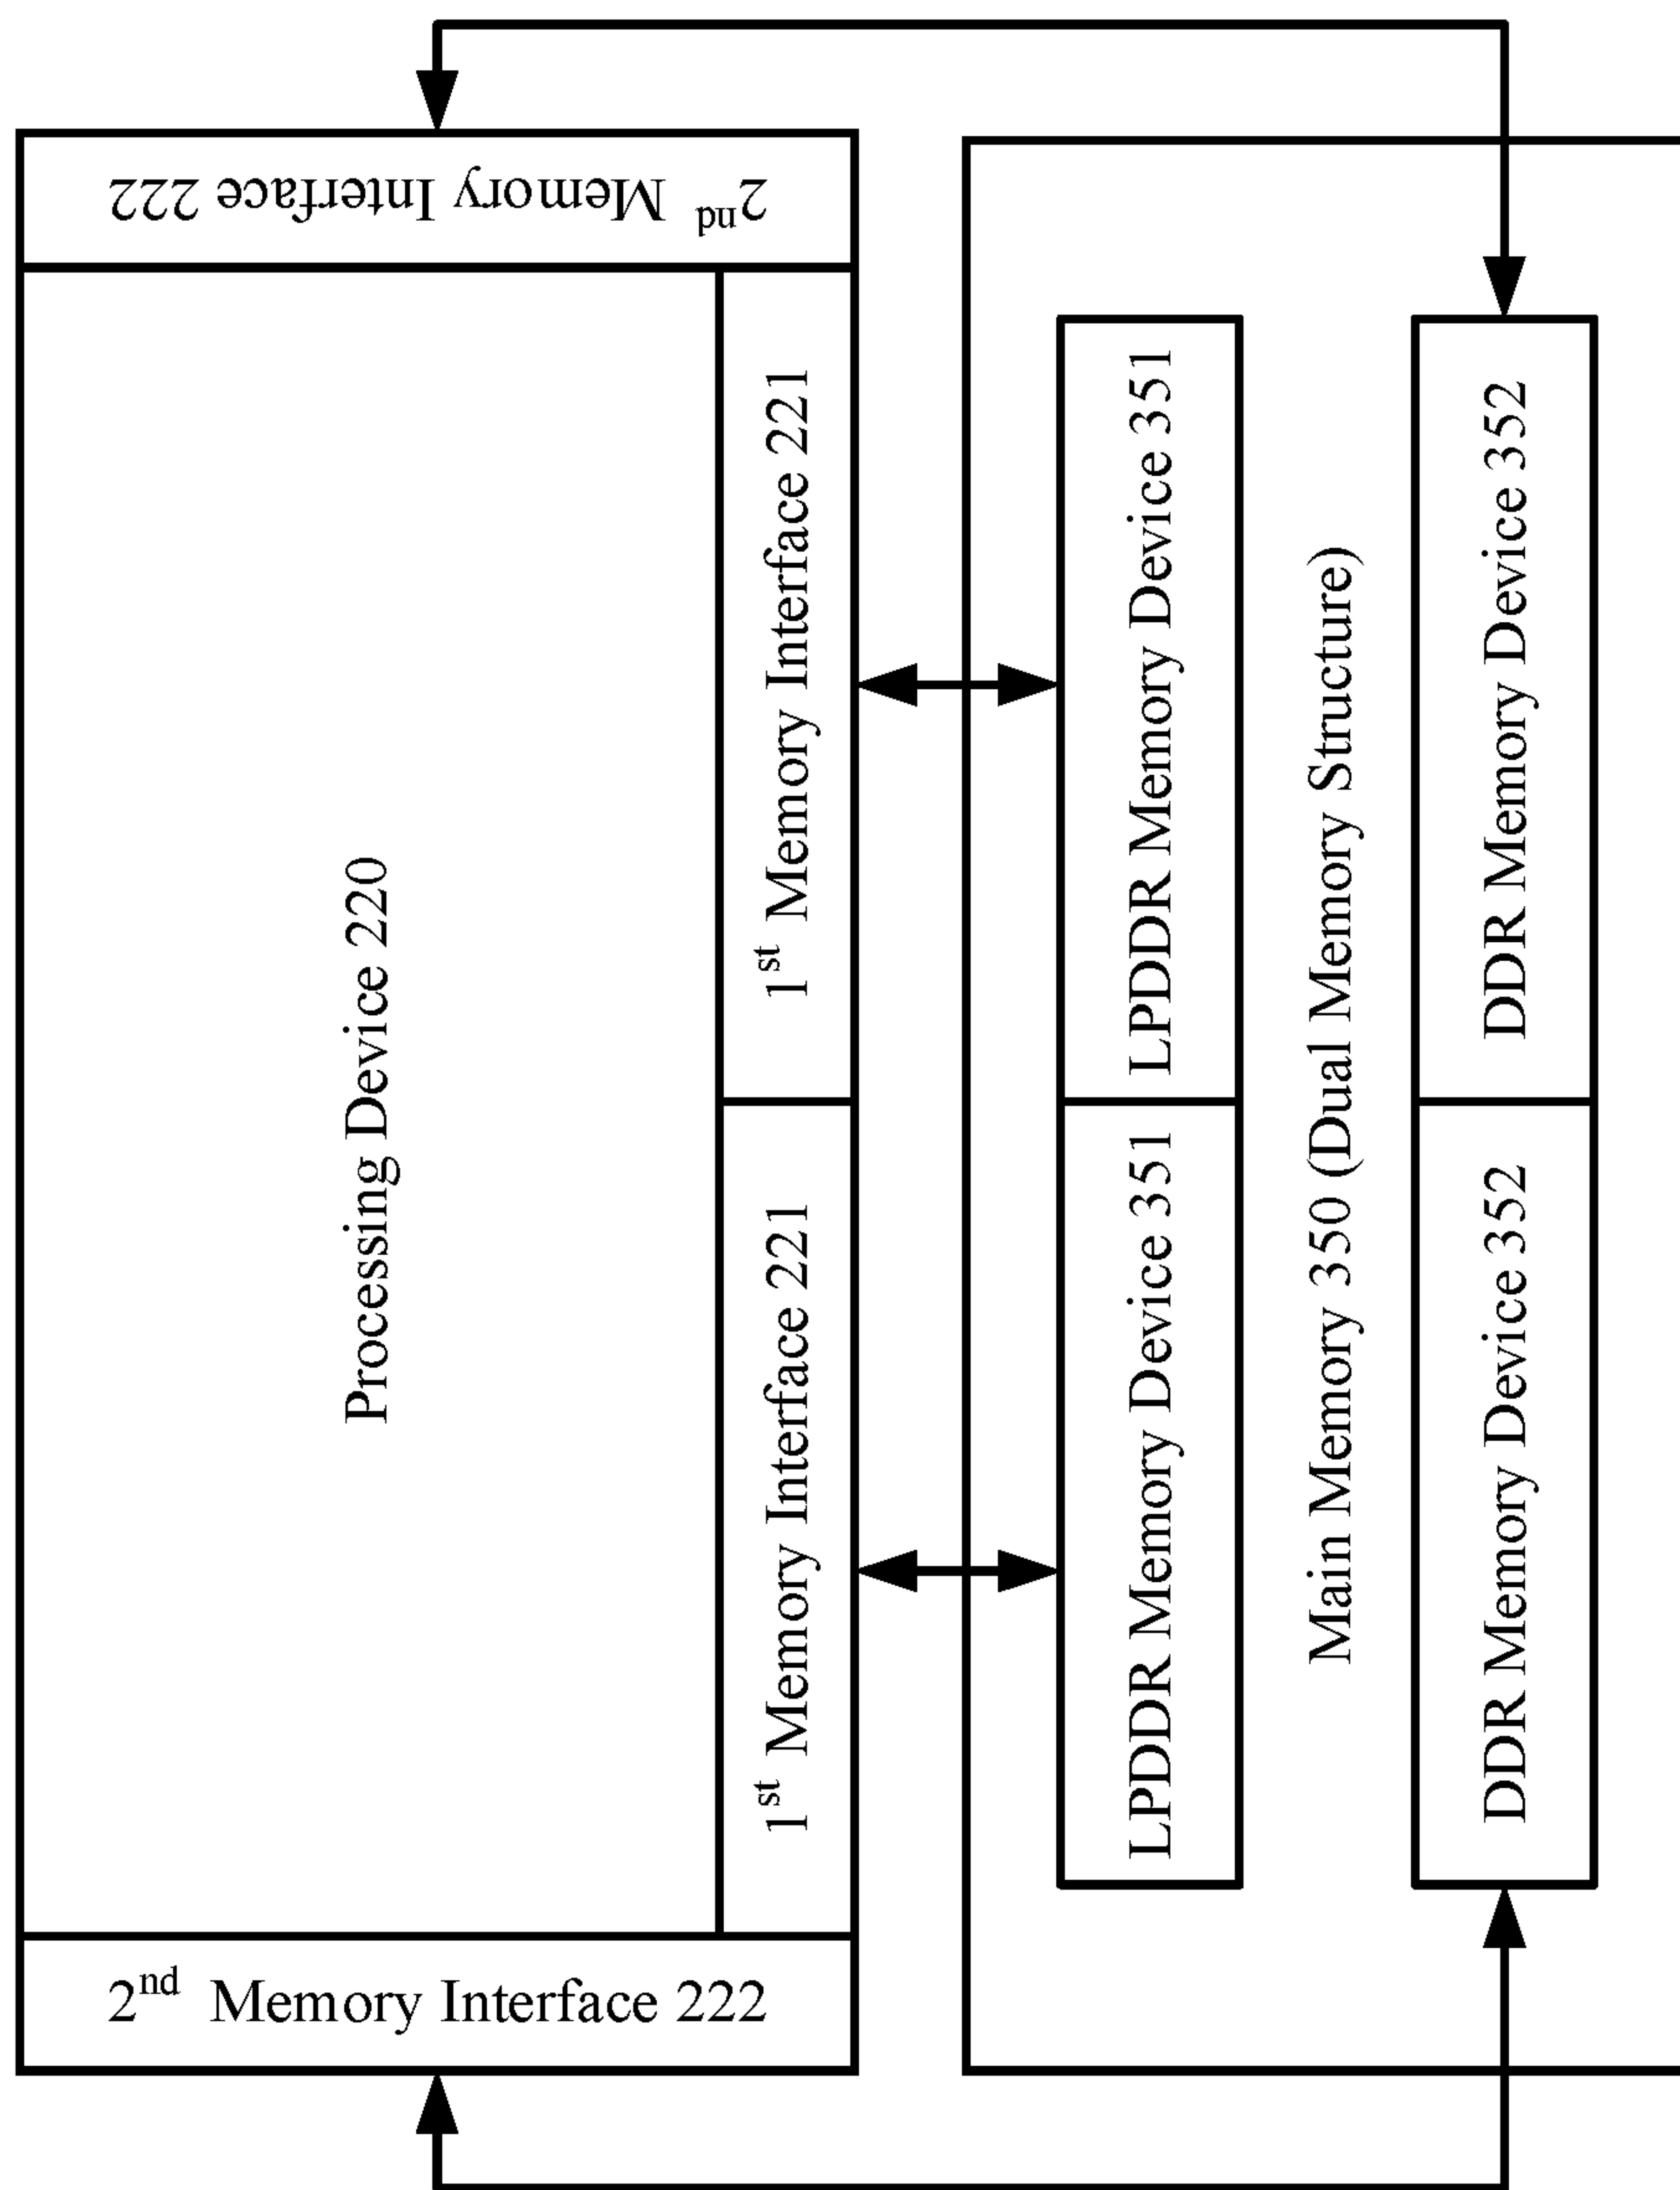 2nd Memory Interface 222
Processing Device 220
1st Memory Interface 221
1st Memory Interface 221
2nd Memory Interface 222
LPDDR Memory Device 351
LPDDR Memory Device 351
Main Memory 350 (Dual Memory Structure)
DDR Memory Device 352
DDR Memory Device 352